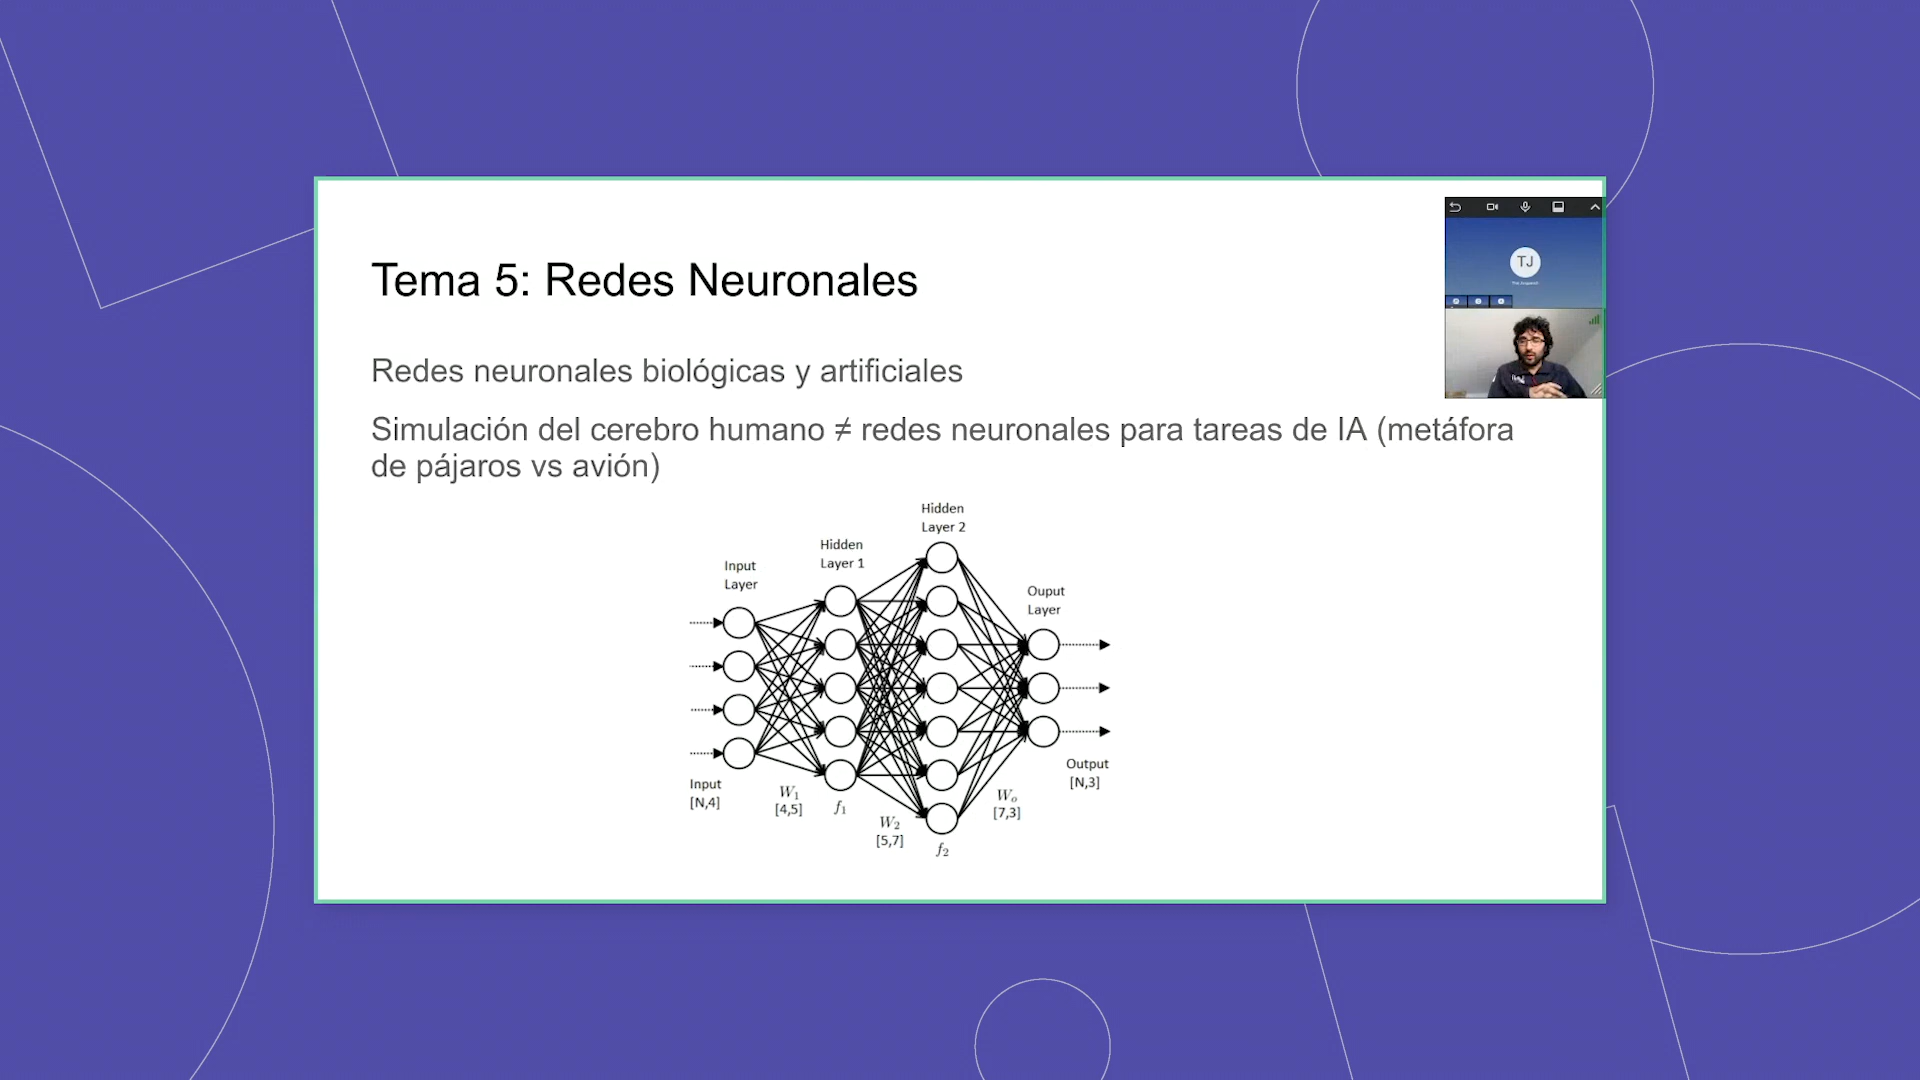 Tema 5: Redes Neuronales
TJ
Redes neuronales biológicas y artificiales
Simulación del cerebro humano ≠ redes neuronales para tareas de IA (metáfora
de pájaros vs avión)
Hidden
Layer 2
Hidden
Layer 1
Input
Layer
Ouput
Layer
Input
[N,4]
W₁
[4,5]
f₁
W₂
[5,7]
f₂
Wₒ
[7,3]
Output
[N,3]